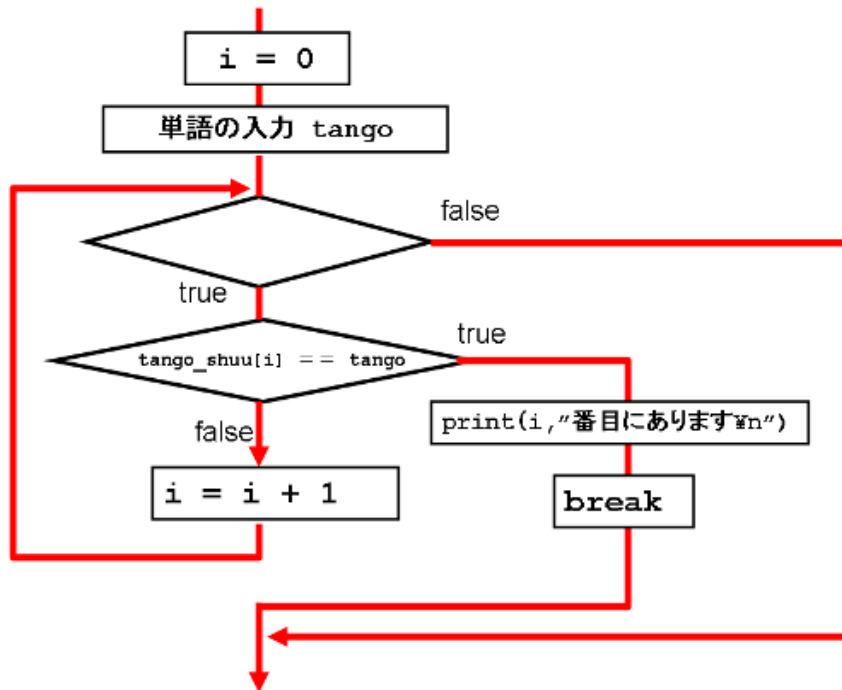 i = 0
単語の入力 tango
false
true
tango_shuu[i] == tango
true
print(i,"番目にあります¥n")
false
i = i + 1
break